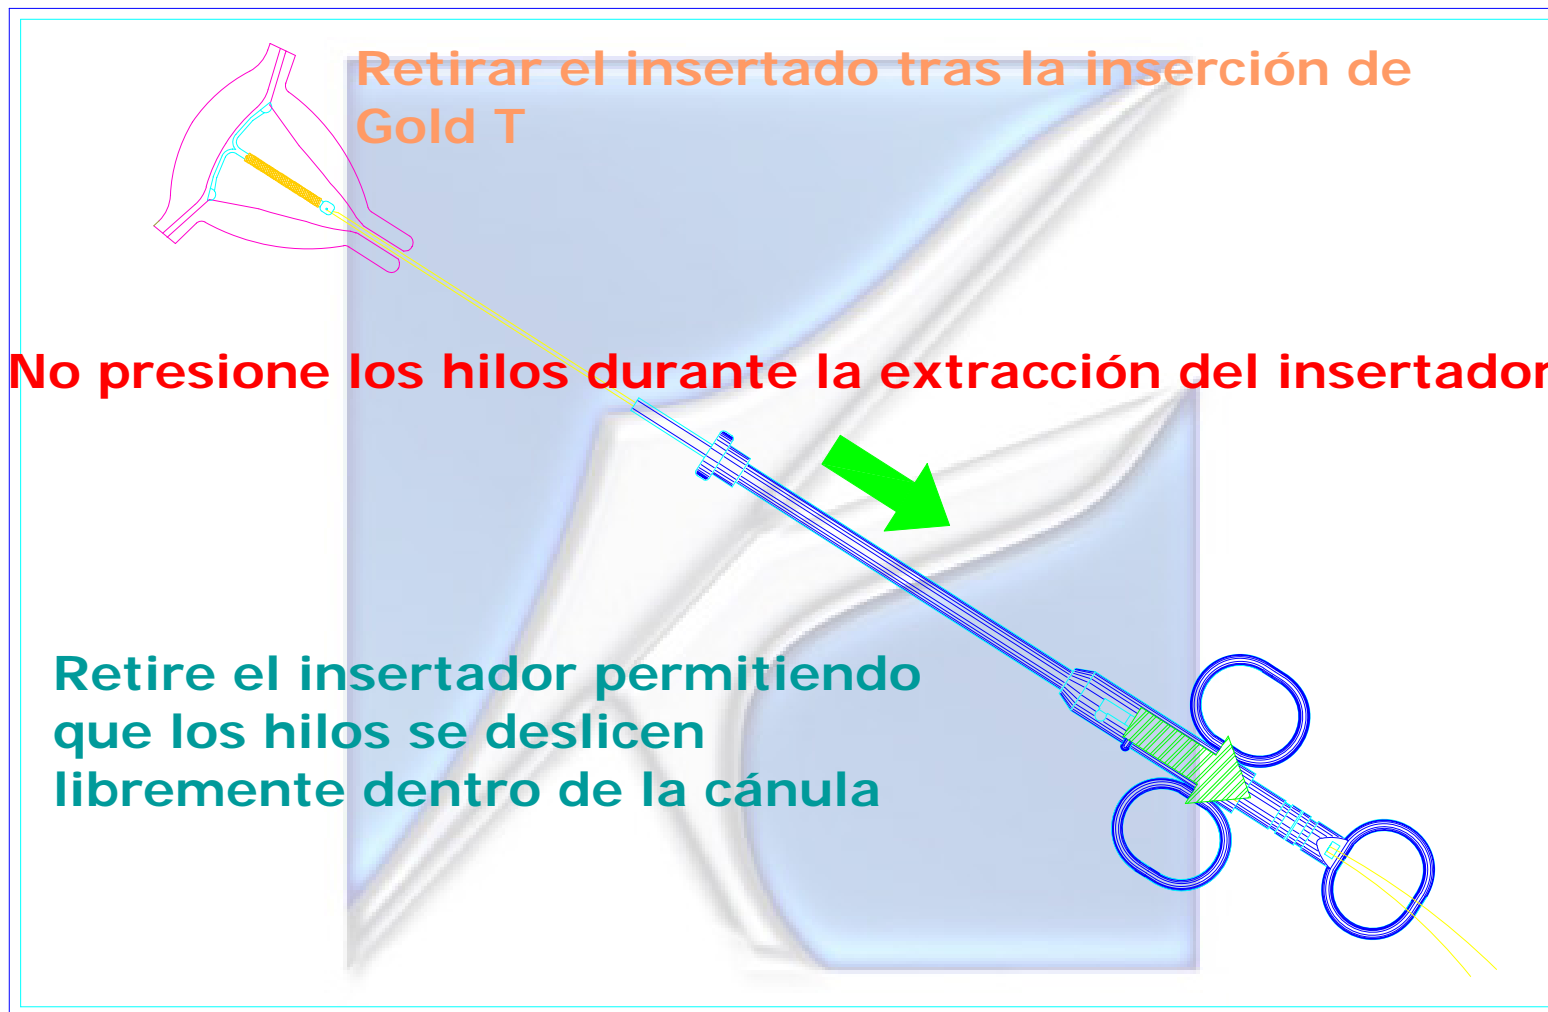 Retirar el insertado tras la inserción de
Gold T
No presione los hilos durante la extracción del insertador
Retire el insertador permitiendo
que los hilos se deslicen
libremente dentro de la cánula